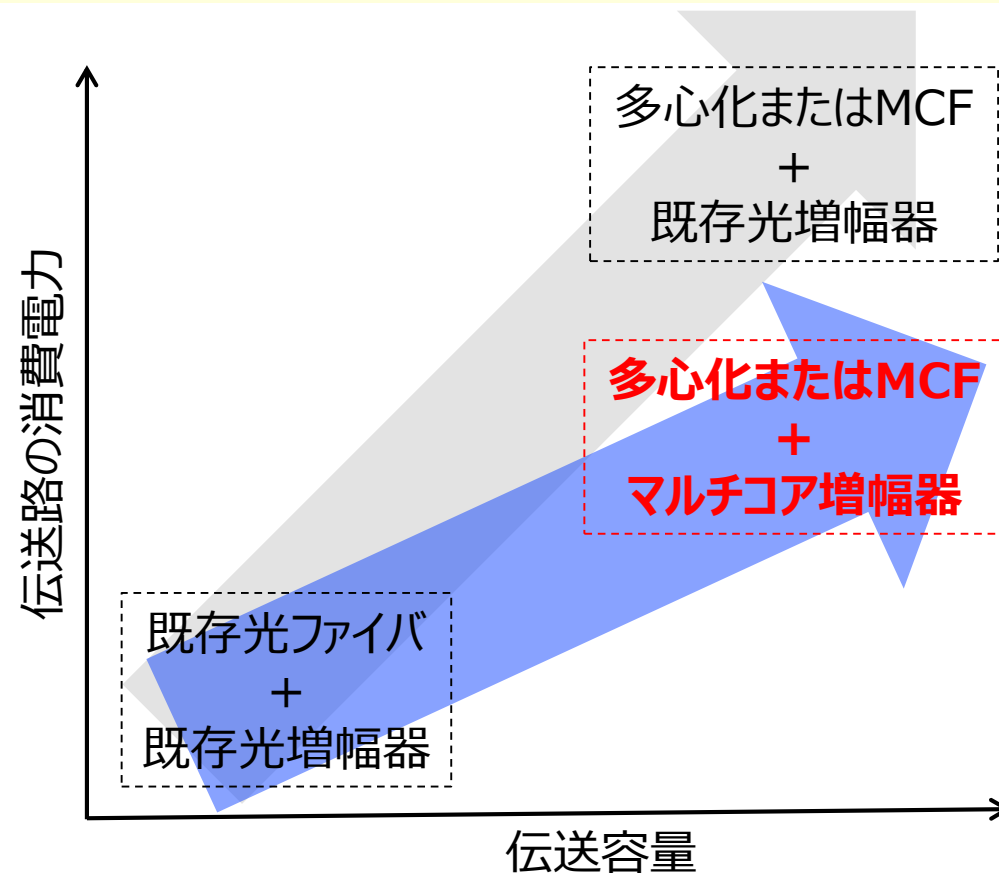 多心化またはMCF
+
既存光増幅器
多心化またはMCF
+
マルチコア増幅器
既存光ファイバ
+
既存光増幅器
伝送路の消費電力
伝送容量